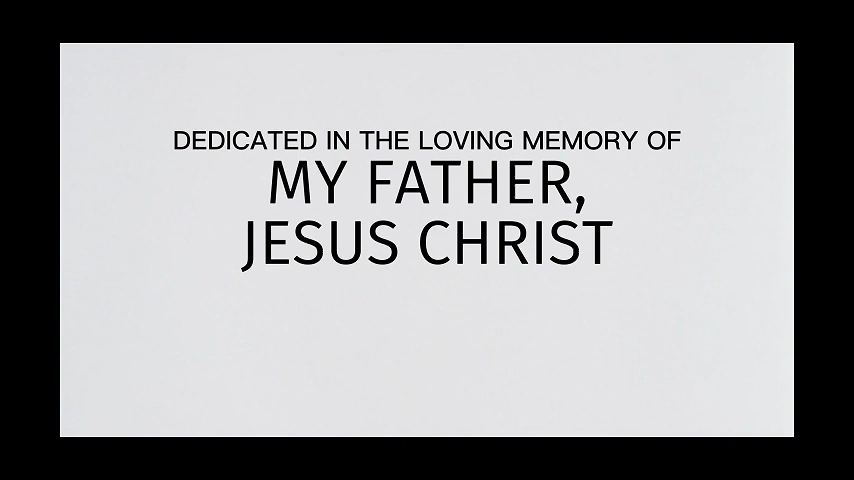 DEDICATED IN THE LOVING MEMORY OF
MY FATHER,
JESUS CHRIST